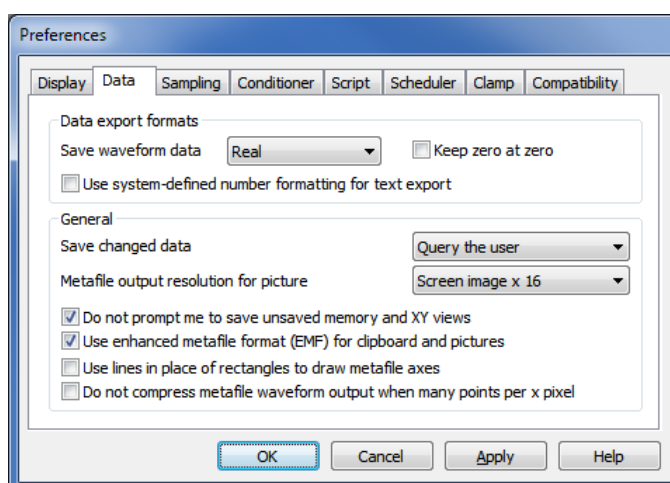 Preferences
Display Data Sampling Conditioner Script Scheduler Clamp Compatibility
Data export formats
Save waveform data Real Keep zero at zero
Use system-defined number formatting for text export
General
Save changed data Query the user
Metafile output resolution for picture Screen image x 16
Do not prompt me to save unsaved memory and XY views
Use enhanced metafile format (EMF) for clipboard and pictures
Use lines in place of rectangles to draw metafile axes
Do not compress metafile waveform output when many points per x pixel
OK Cancel Apply Help